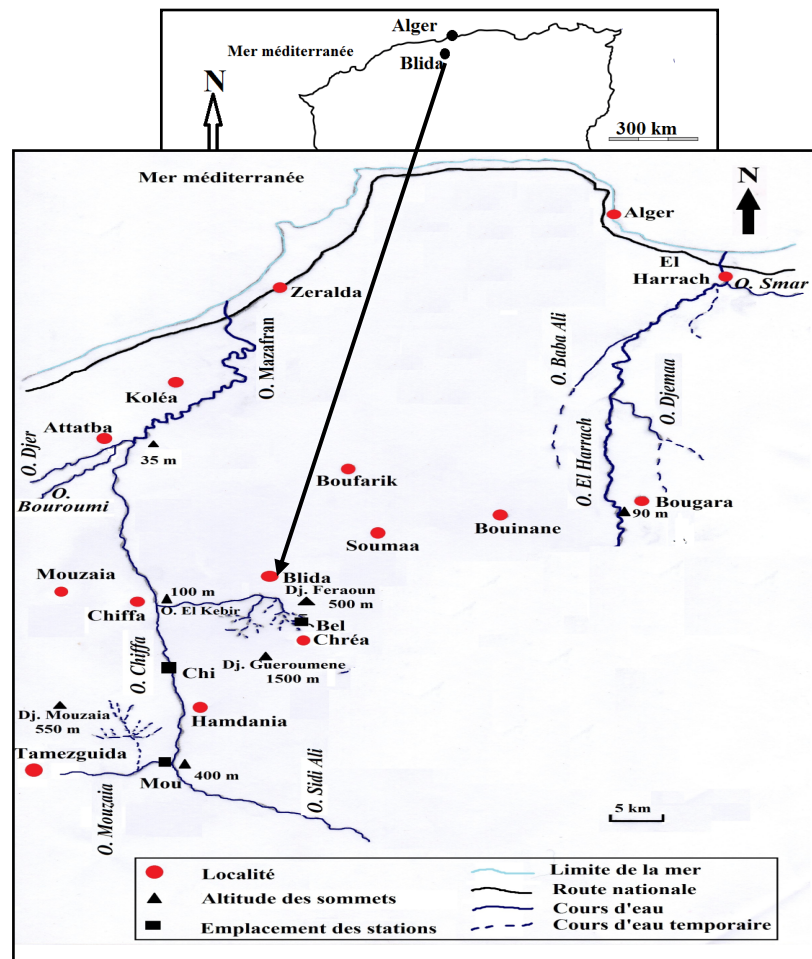 Alger
Mer méditerranée
Blida
N
300 km
Mer méditerranée
N
Alger
El
Harrach
O. Smar
Zeralda
O. Mazafran
O. Baba Ali
Koléa
O. Djemaa
Attatba
O. Djer
35 m
Boufarik
O.
Bouroumi
O. El Harrach
Bougara
90 m
Bouinane
Soumaa
Mouzaia
Blida
100 m
Dj. Feraoun
500 m
Chiffa
O. El Kebir
Bel
Chréa
O. Chiffa
Chi
Dj. Gueroumene
1500 m
Dj. Mouzaia
550 m
Hamdania
Tamezguida
Mou
400 m
O. Sidi Ali
O. Mouzaia
5 km
Localité
Altitude des sommets
Emplacement des stations
Limite de la mer
Route nationale
Cours d'eau
Cours d'eau temporaire